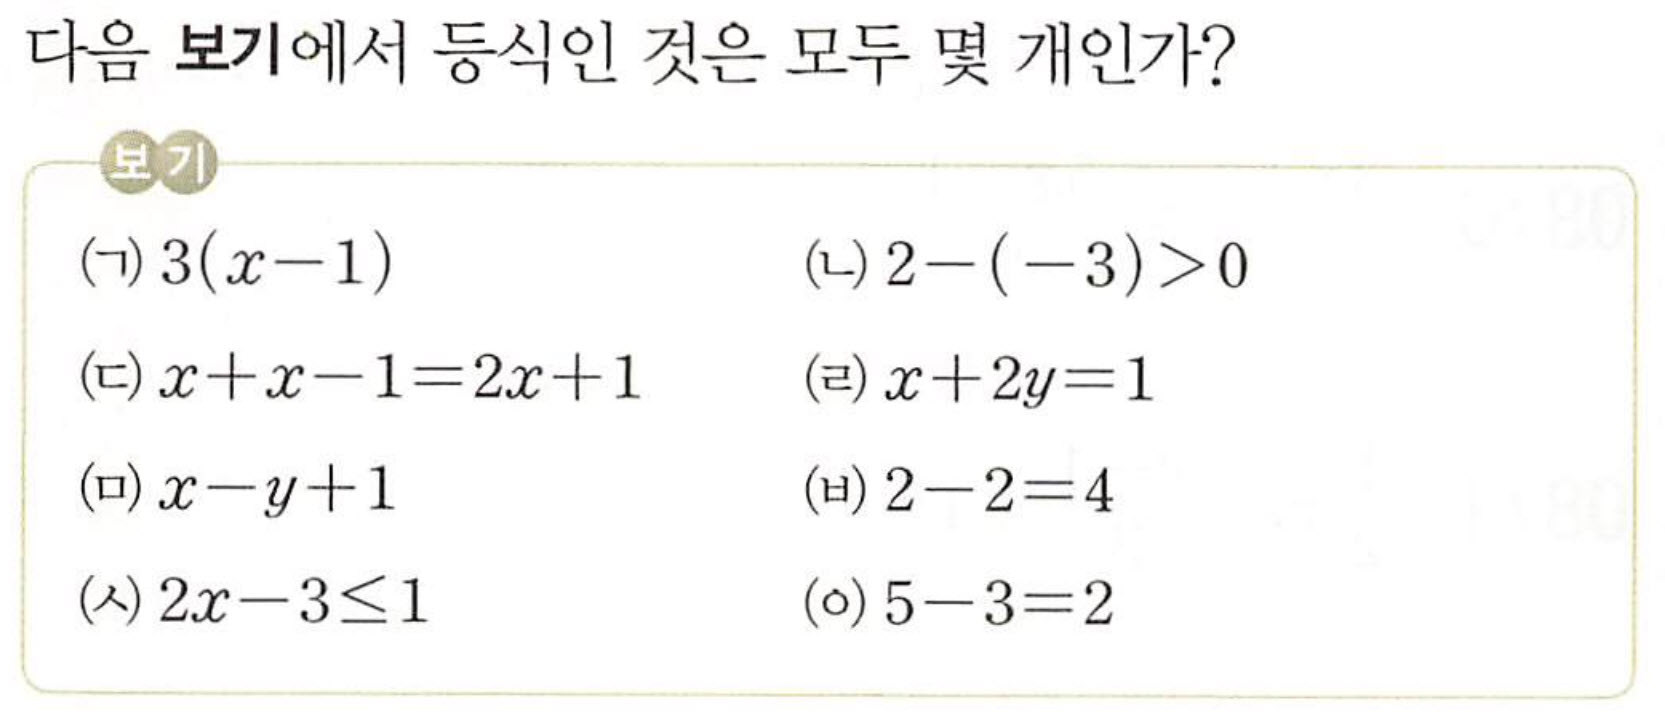 다음 보기에서 등식인 것은 모두 몇 개인가?
보기
(ㄱ) 3(x-1) (ㄴ) 2-(-3)>0
(ㄷ) x+x-1=2x+1 (ㄹ) x+2y=1
(ㅁ) x-y+1 (ㅂ) 2-2=4
(ㅅ) 2x-3≤1 (ㅇ) 5-3=2